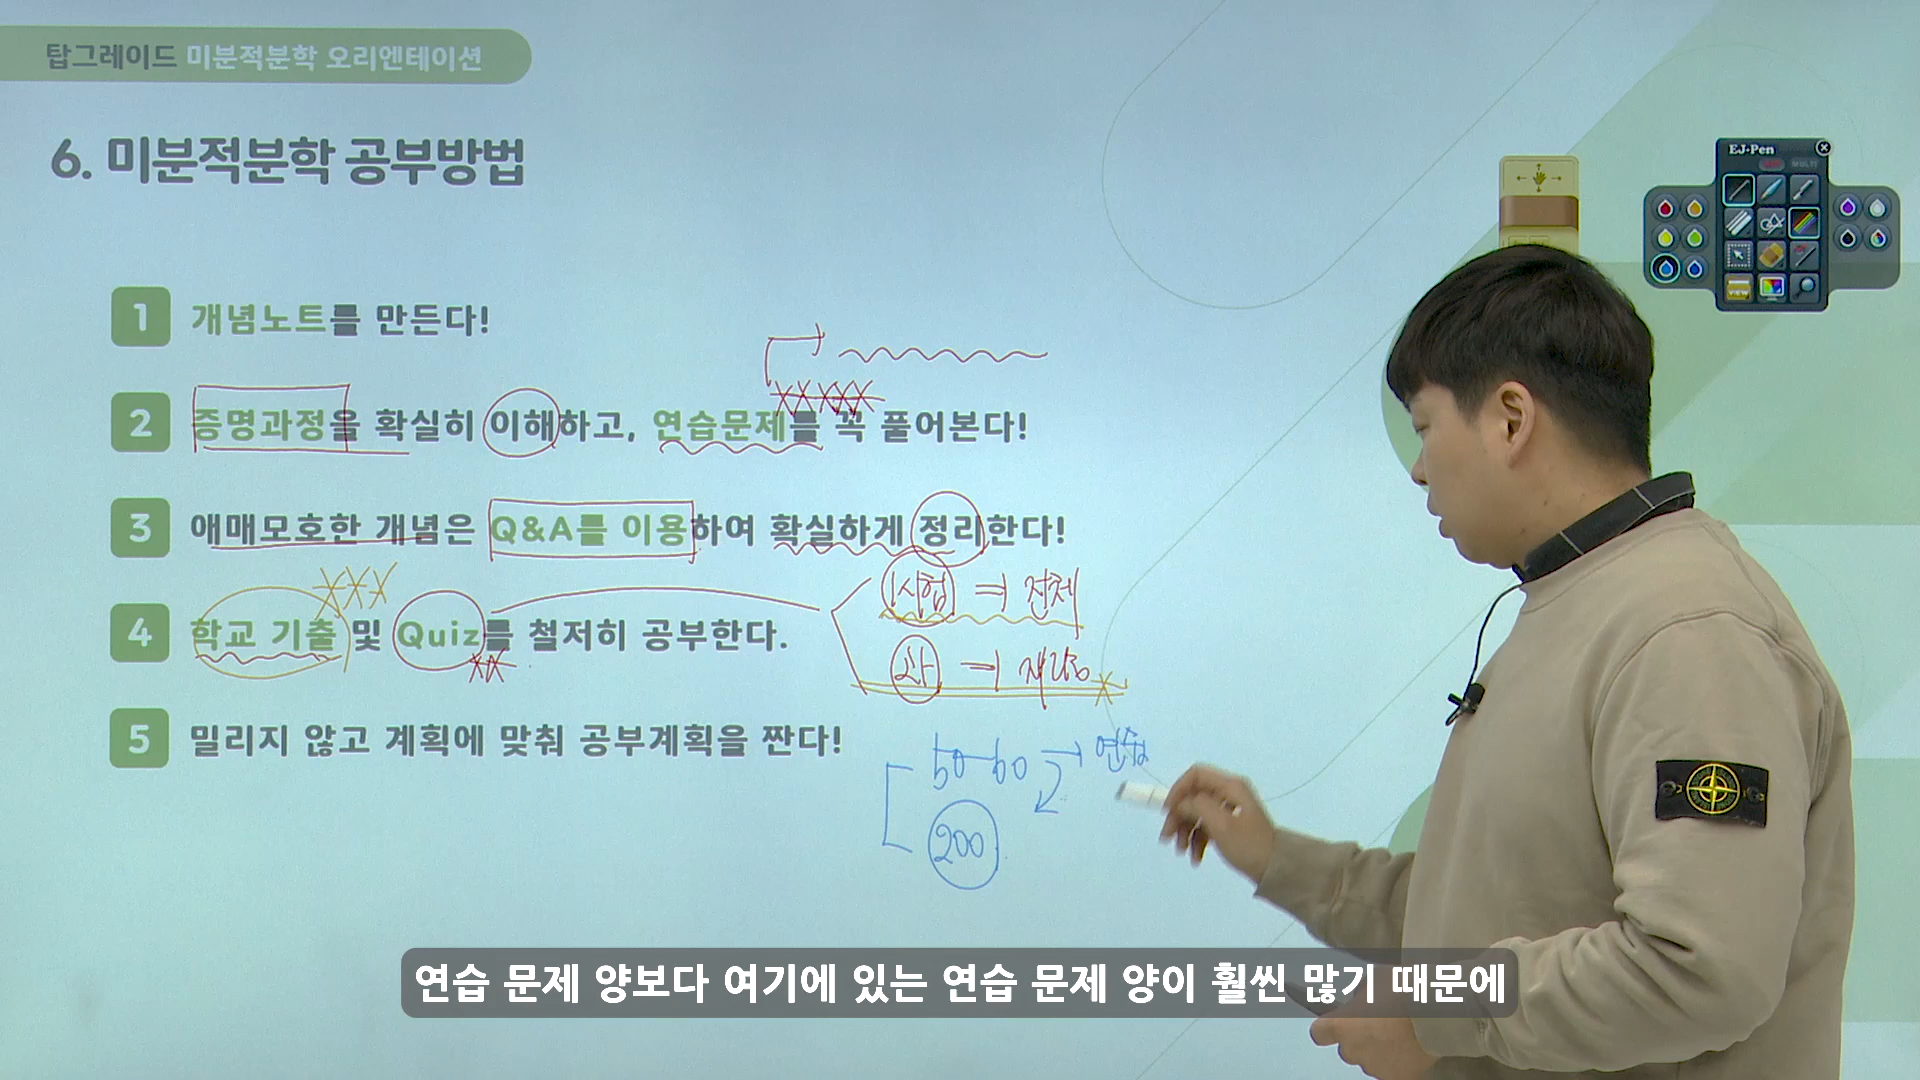 탑그레이드 미분적분학 오리엔테이션
EJ-Pen
MULTI
6. 미분적분학 공부방법
1 개념노트를 만든다!
2 증명과정을 확실히 이해하고, 연습문제를 꼭 풀어본다!
3 애매모호한 개념은 Q&A를 이용하여 확실하게 정리한다!
시험 전체
4 학교 기출 및 Quiz를 철저히 공부한다.
5 밀리지 않고 계획에 맞춰 공부계획을 짠다!
50-60 연습
200
연습 문제 양보다 여기에 있는 연습 문제 양이 훨씬 많기 때문에